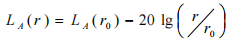 L_A(r) = L_A(r_0) − 20 lg(r/r_0)